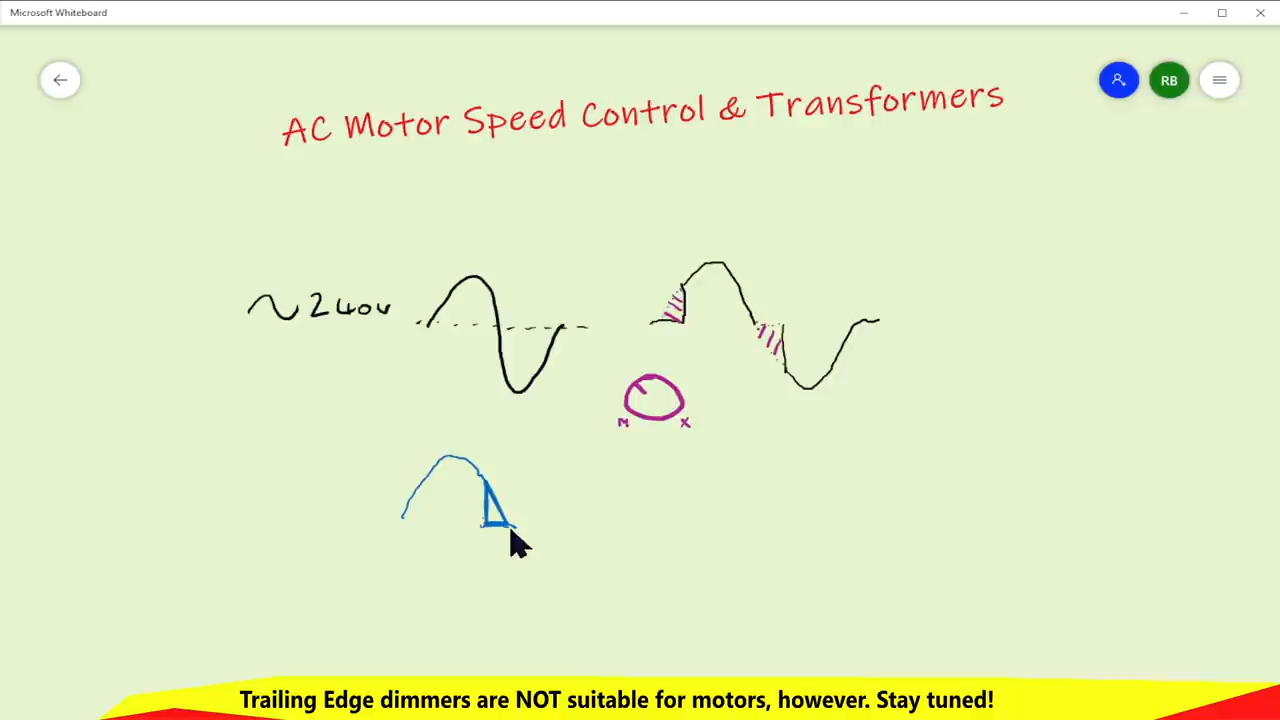 Microsoft Whiteboard
RB
AC Motor Speed Control & Transformers
~240v
M X
Trailing Edge dimmers are NOT suitable for motors, however. Stay tuned!